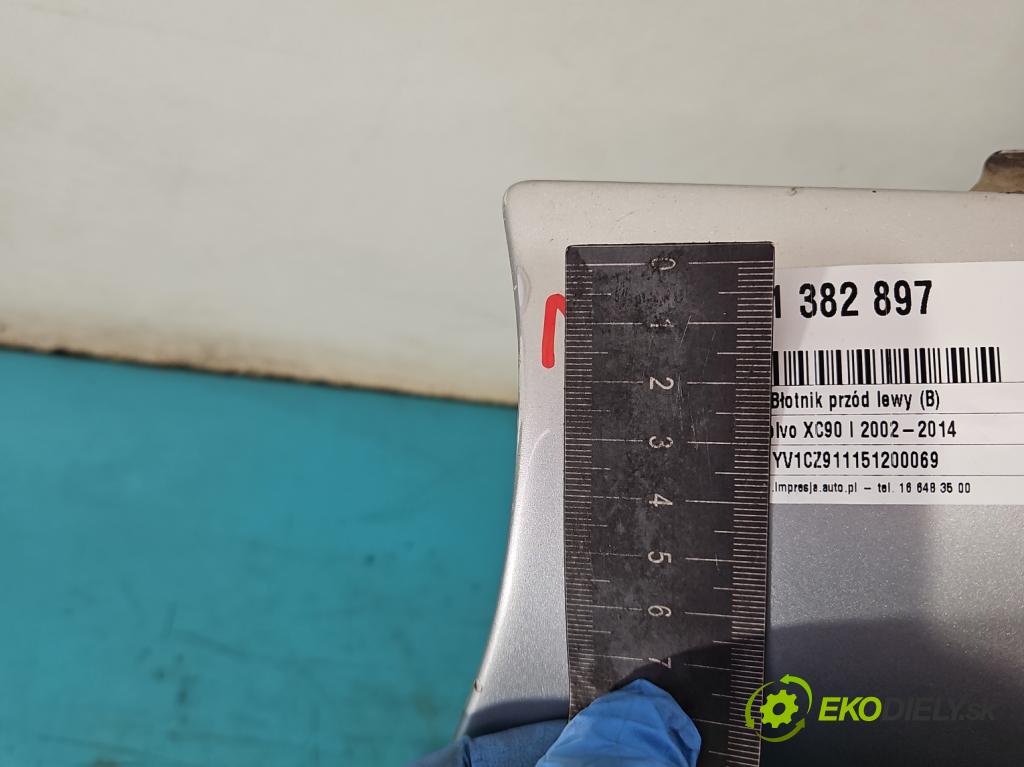 0
1
2
3
4
5
6
7
1 382 897
Błotnik przód lewy (B)
olvo XC90 I 2002-2014
YV1CZ911151200069
.impresja.auto.pl – tel. 16 648 35 00
EKODIELY.SK